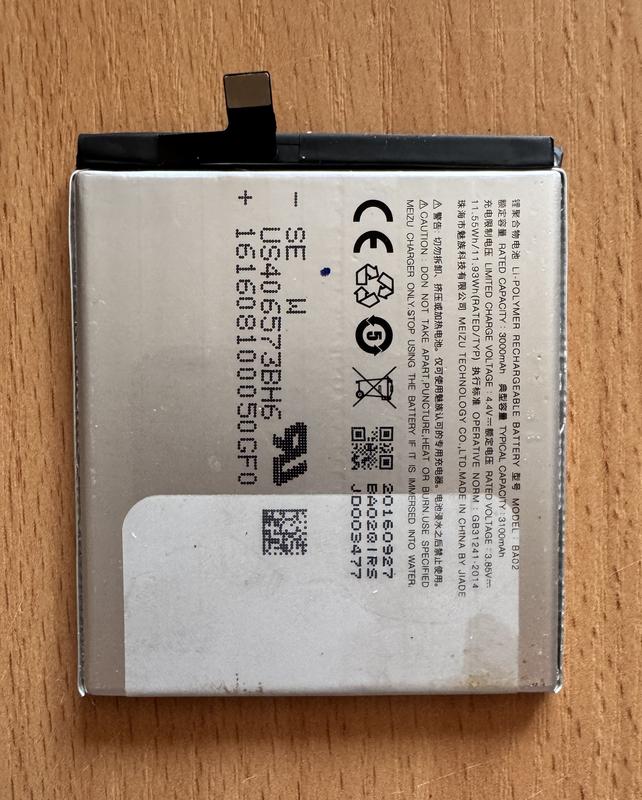 锂聚合物电池 Li-POLYMER RECHARGEABLE BATTERY 型号 MODEL : BA02
额定容量 RATED CAPACITY : 3000mAh 典型容量 TYPICAL CAPACITY : 3100mAh
充电限制电压 LIMITED CHARGE VOLTAGE : 4.4V⎓ 额定电压 RATED VOLTAGE : 3.85V⎓
11.55Wh/11.93Wh(RATED/TYP) 执行标准 OPERATIVE NORM : GB31241-2014
珠海市魅族科技有限公司 MEIZU TECHNOLOGY CO.,LTD.MADE IN CHINA BY JIADE
⚠ 警告: 切勿拆卸、挤压或加热电池。仅可使用魅族认可的专用充电器。电池浸水之后禁止使用。
⚠ CAUTION : DON NOT TAKE APART,PUNCTURE,HEAT OR BURN.USE SPECIFIED
MEIZU CHARGER ONLY.STOP USING THE BATTERY IF IT IS IMMERSED INTO WATER.
CE 5
20160927
BA02QIRS
JD003477
− SE W
US406573BH6
+ 161608100050GF0